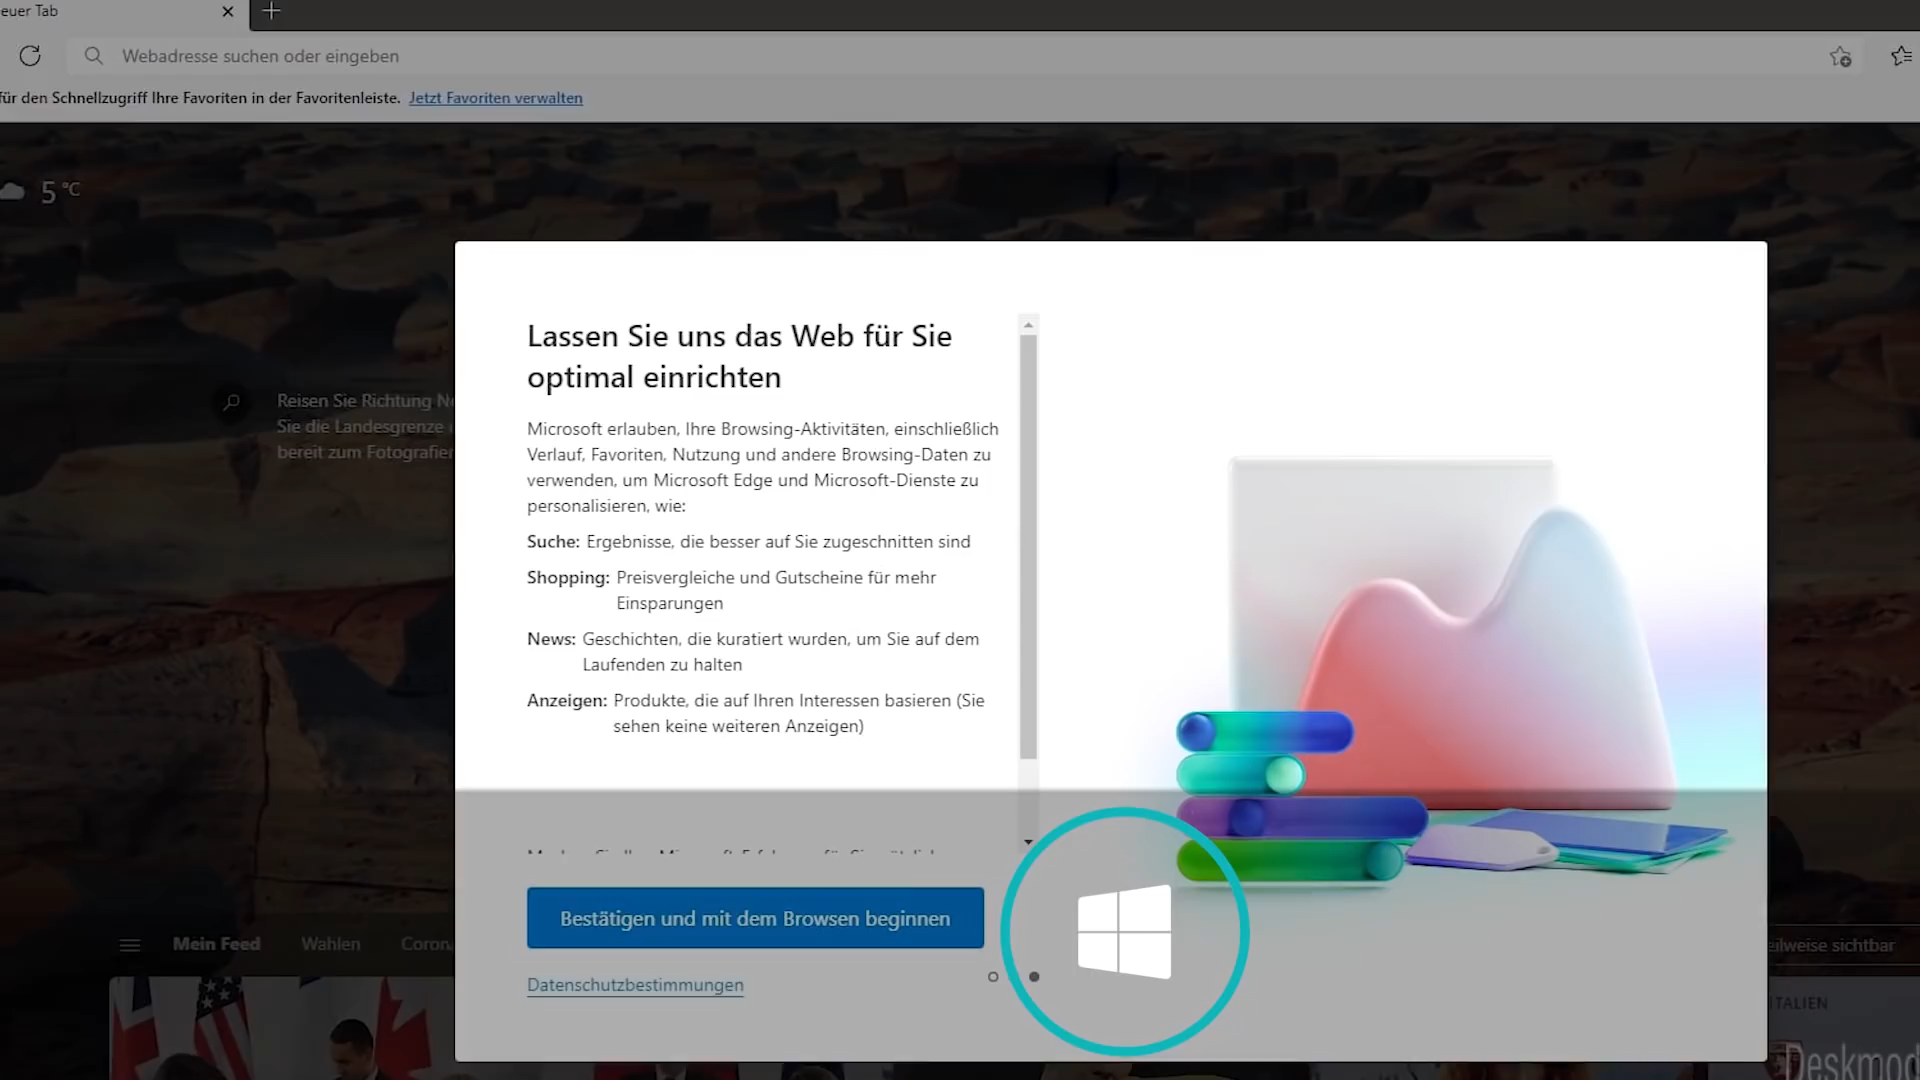 euer Tab
Webadresse suchen oder eingeben
für den Schnellzugriff Ihre Favoriten in der Favoritenleiste. Jetzt Favoriten verwalten
5 °C
Reisen Sie Richtung
Sie die Landesgrenze
bereit zum Fotografier
Lassen Sie uns das Web für Sie
optimal einrichten
Microsoft erlauben, Ihre Browsing-Aktivitäten, einschließlich
Verlauf, Favoriten, Nutzung und andere Browsing-Daten zu
verwenden, um Microsoft Edge und Microsoft-Dienste zu
personalisieren, wie:
Suche: Ergebnisse, die besser auf Sie zugeschnitten sind
Shopping: Preisvergleiche und Gutscheine für mehr
Einsparungen
News: Geschichten, die kuratiert wurden, um Sie auf dem
Laufenden zu halten
Anzeigen: Produkte, die auf Ihren Interessen basieren (Sie
sehen keine weiteren Anzeigen)
Bestätigen und mit dem Browsen beginnen
Datenschutzbestimmungen
Mein Feed Wahlen Coron
eilweise sichtbar
ITALIEN
Deskmod